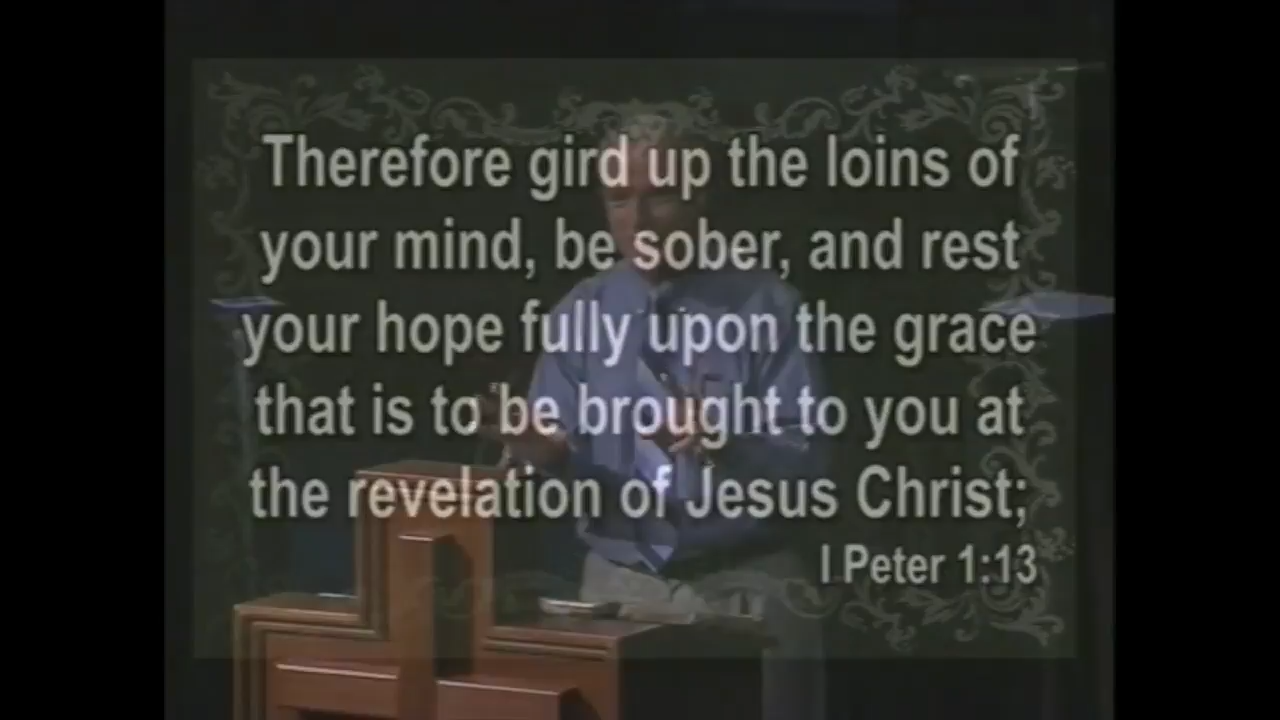 Therefore gird up the loins of
your mind, be sober, and rest
your hope fully upon the grace
that is to be brought to you at
the revelation of Jesus Christ;
I Peter 1:13